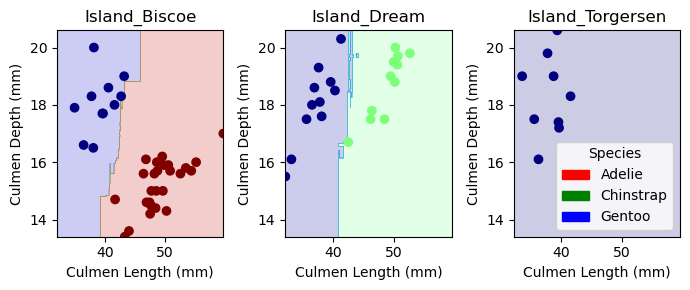 Island_Biscoe
Island_Dream
Island_Torgersen
Culmen Depth (mm)
20
18
16
14
40
50
Culmen Length (mm)
Culmen Depth (mm)
20
18
16
14
40
50
Culmen Length (mm)
Culmen Depth (mm)
20
18
16
14
40
50
Culmen Length (mm)
Species
Adelie
Chinstrap
Gentoo